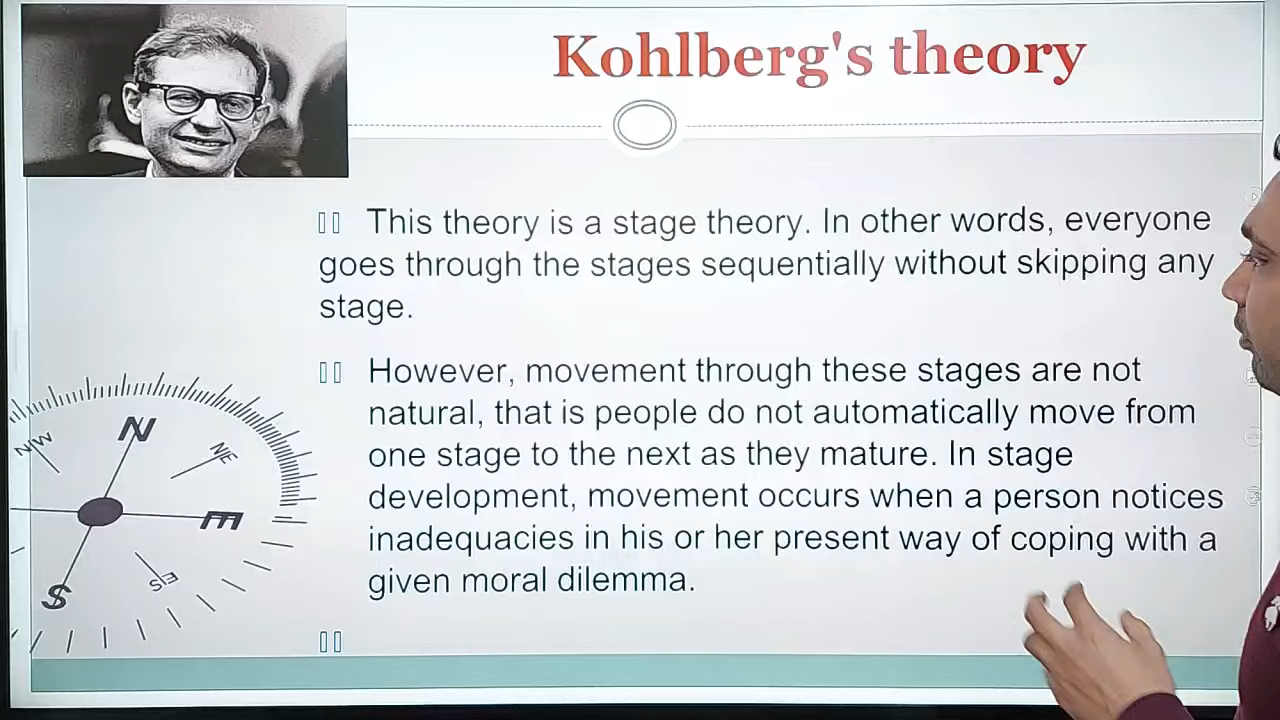 Kohlberg's theory
This theory is a stage theory. In other words, everyone
goes through the stages sequentially without skipping any
stage.
However, movement through these stages are not
natural, that is people do not automatically move from
one stage to the next as they mature. In stage
development, movement occurs when a person notices
inadequacies in his or her present way of coping with a
given moral dilemma.
NW
N
NE
E
SE
S